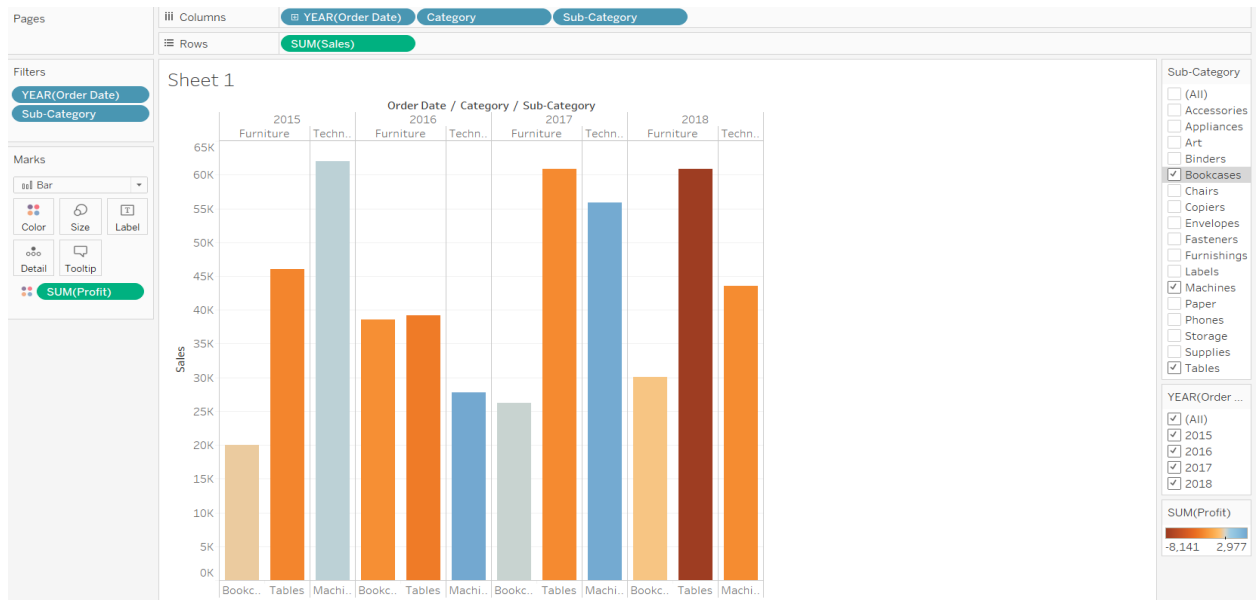 Pages
Columns
YEAR(Order Date)
Category
Sub-Category
Rows
SUM(Sales)
Filters
YEAR(Order Date)
Sub-Category
Marks
Bar
Color
Size
Label
Detail
Tooltip
SUM(Profit)
Sheet 1
Order Date / Category / Sub-Category
2015 2016 2017 2018
Furniture Techn.. Furniture Techn.. Furniture Techn.. Furniture Techn..
65K
60K
55K
50K
45K
40K
35K
30K
25K
20K
15K
10K
5K
0K
Sales
Bookc.. Tables Machi.. Bookc.. Tables Machi.. Bookc.. Tables Machi.. Bookc.. Tables Machi..
Sub-Category
(All)
Accessories
Appliances
Art
Binders
Bookcases
Chairs
Copiers
Envelopes
Fasteners
Furnishings
Labels
Machines
Paper
Phones
Storage
Supplies
Tables
YEAR(Order ...
(All)
2015
2016
2017
2018
SUM(Profit)
-8,141 2,977